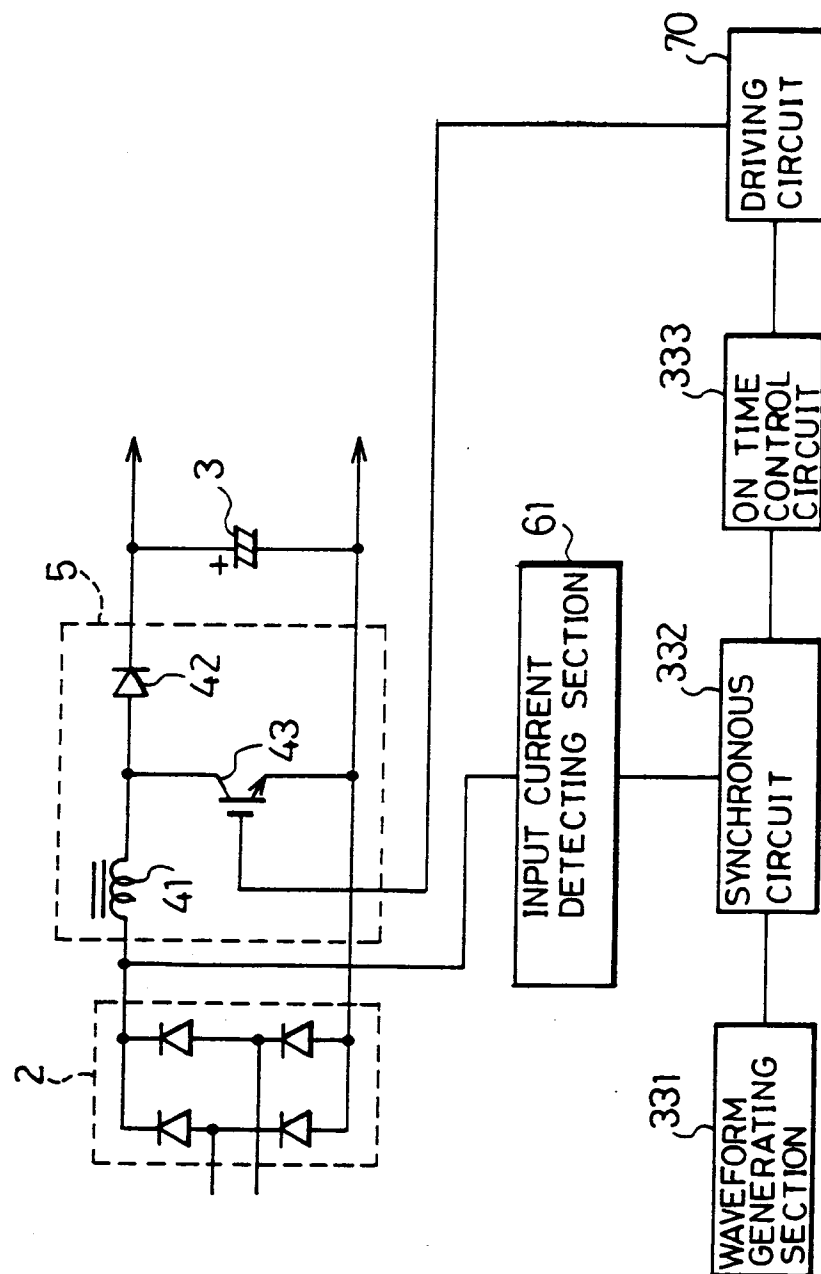 2
5
41
42
43
3
+
INPUT CURRENT
DETECTING SECTION
61
331
WAVEFORM
GENERATING
SECTION
332
SYNCHRONOUS
CIRCUIT
333
ON TIME
CONTROL
CIRCUIT
70
DRIVING
CIRCUIT